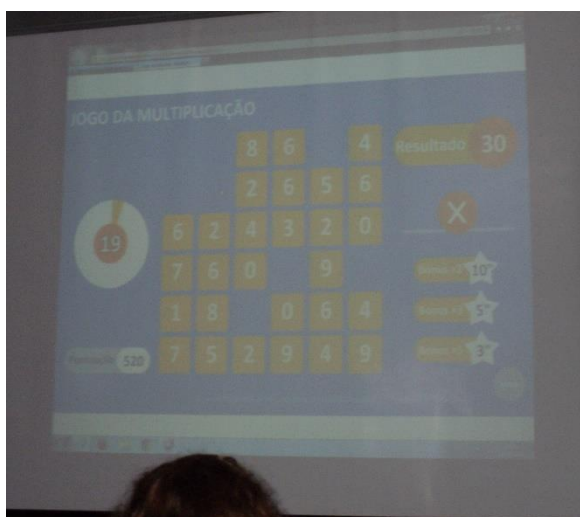 JOGO DA MULTIPLICAÇÃO
8 6 4
Resultado 30
2 6 5 6
X
19
6 2 4 3 2 0
7 6 0 9
10"
1 8 0 6 4
5"
Pontuação 520
7 5 2 9 4 9
3"